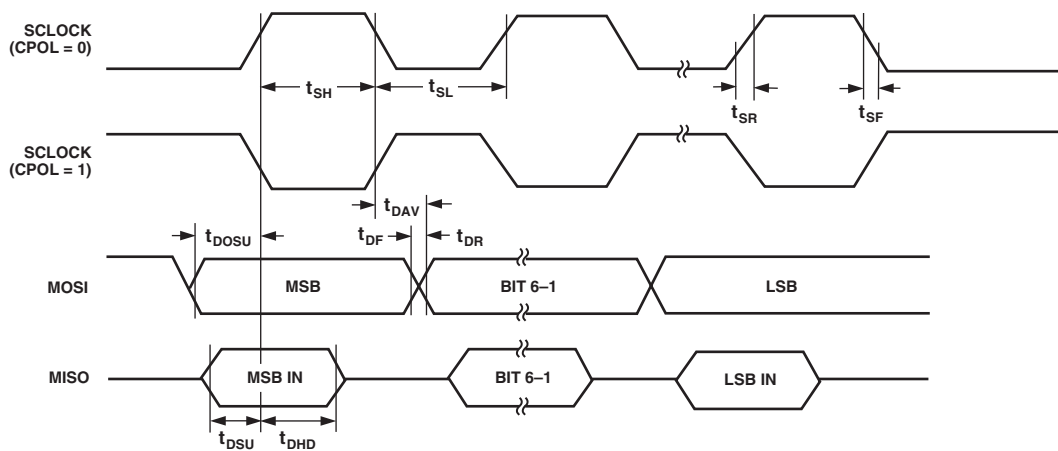 SCLOCK
(CPOL = 0)
tSH
tSL
tSR
tSF
SCLOCK
(CPOL = 1)
tDAV
tDOSU
tDF
tDR
MOSI
MSB
BIT 6–1
LSB
MISO
MSB IN
BIT 6–1
LSB IN
tDSU
tDHD